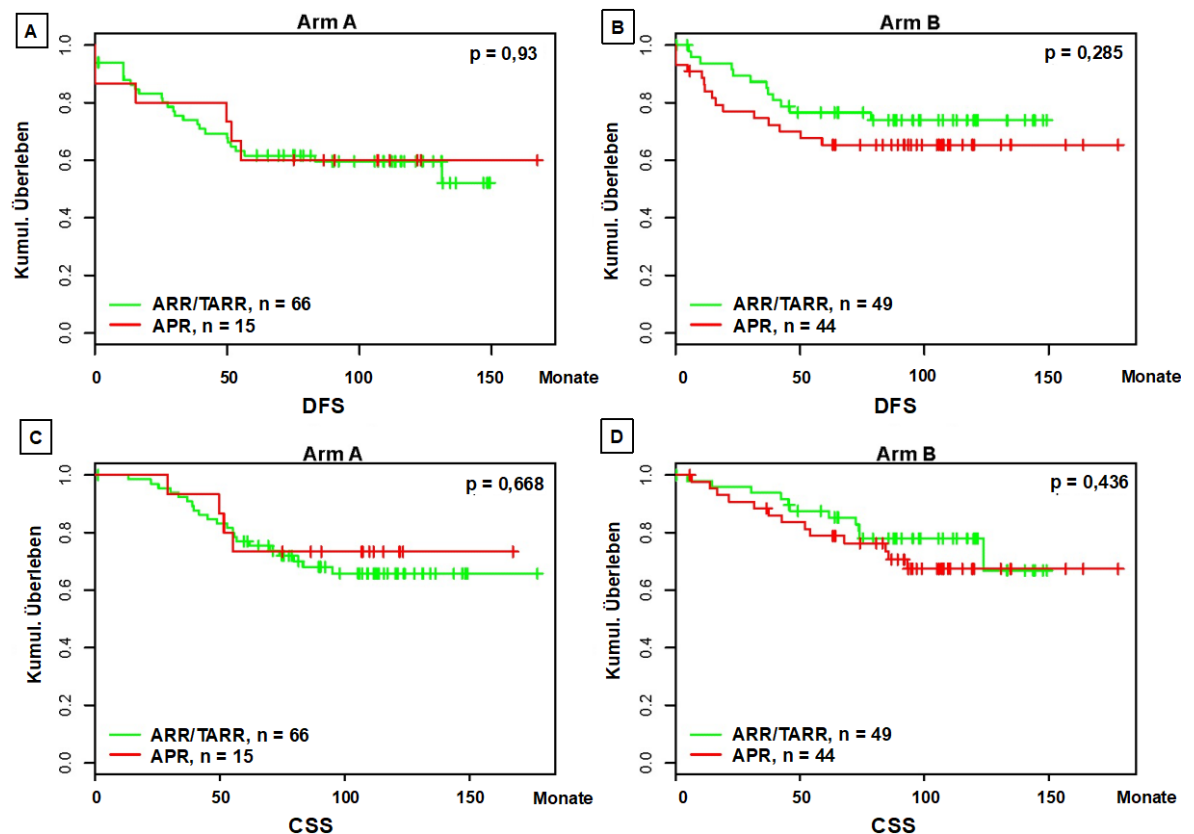 A
Arm A
p = 0,93
Kumul. Überleben
1.0
0.8
0.6
0.4
0.2
0.0
ARR/TARR, n = 66
APR, n = 15
0 50 100 150 Monate
DFS
B
Arm B
p = 0,285
Kumul. Überleben
1.0
0.8
0.6
0.4
0.2
0.0
ARR/TARR, n = 49
APR, n = 44
0 50 100 150 Monate
DFS
C
Arm A
p = 0,668
Kumul. Überleben
1.0
0.8
0.6
0.4
0.2
0.0
ARR/TARR, n = 66
APR, n = 15
0 50 100 150 Monate
CSS
D
Arm B
p = 0,436
Kumul. Überleben
1.0
0.8
0.6
0.4
0.2
0.0
ARR/TARR, n = 49
APR, n = 44
0 50 100 150 Monate
CSS